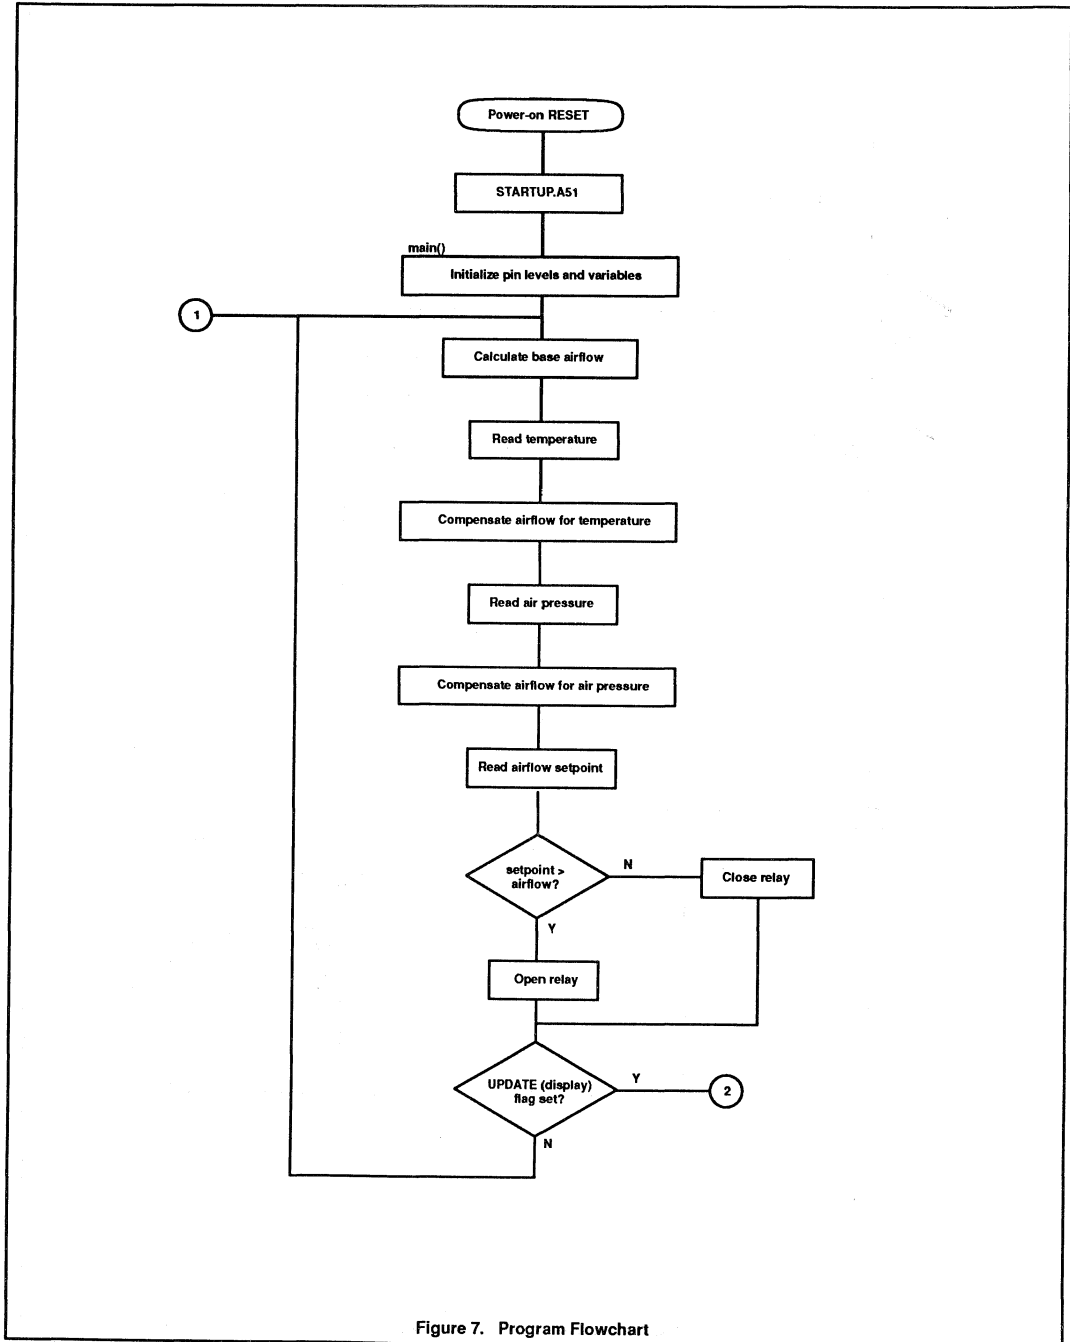 Power-on RESET
STARTUP.A51
main()
Initialize pin levels and variables
1
Calculate base airflow
Read temperature
Compensate airflow for temperature
Read air pressure
Compensate airflow for air pressure
Read airflow setpoint
setpoint >
airflow?
N
Close relay
Y
Open relay
UPDATE (display)
flag set?
Y
2
N
Figure 7. Program Flowchart